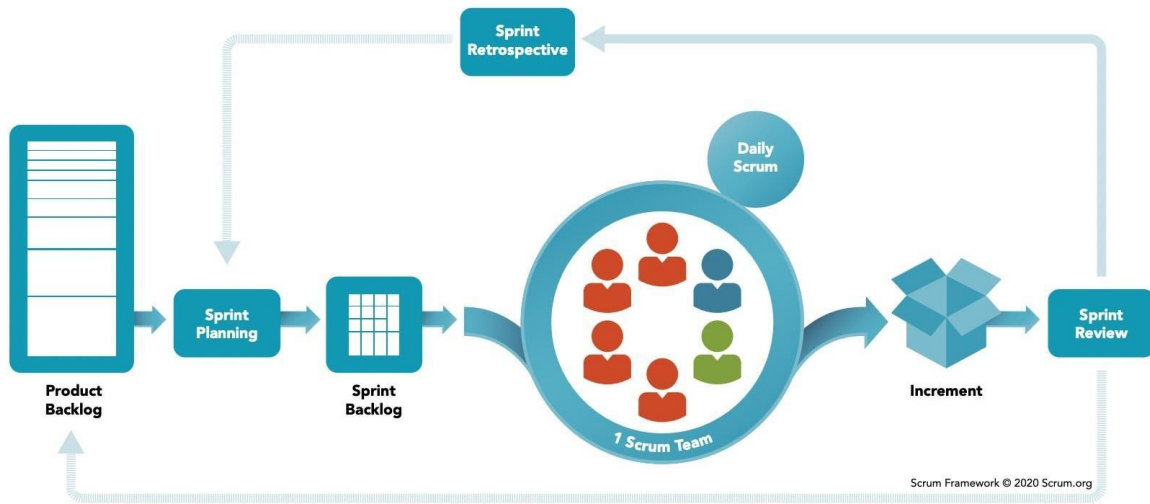 Sprint
Retrospective
Daily
Scrum
Sprint
Planning
Sprint
Review
Product
Backlog
Sprint
Backlog
Increment
1 Scrum Team
Scrum Framework © 2020 Scrum.org